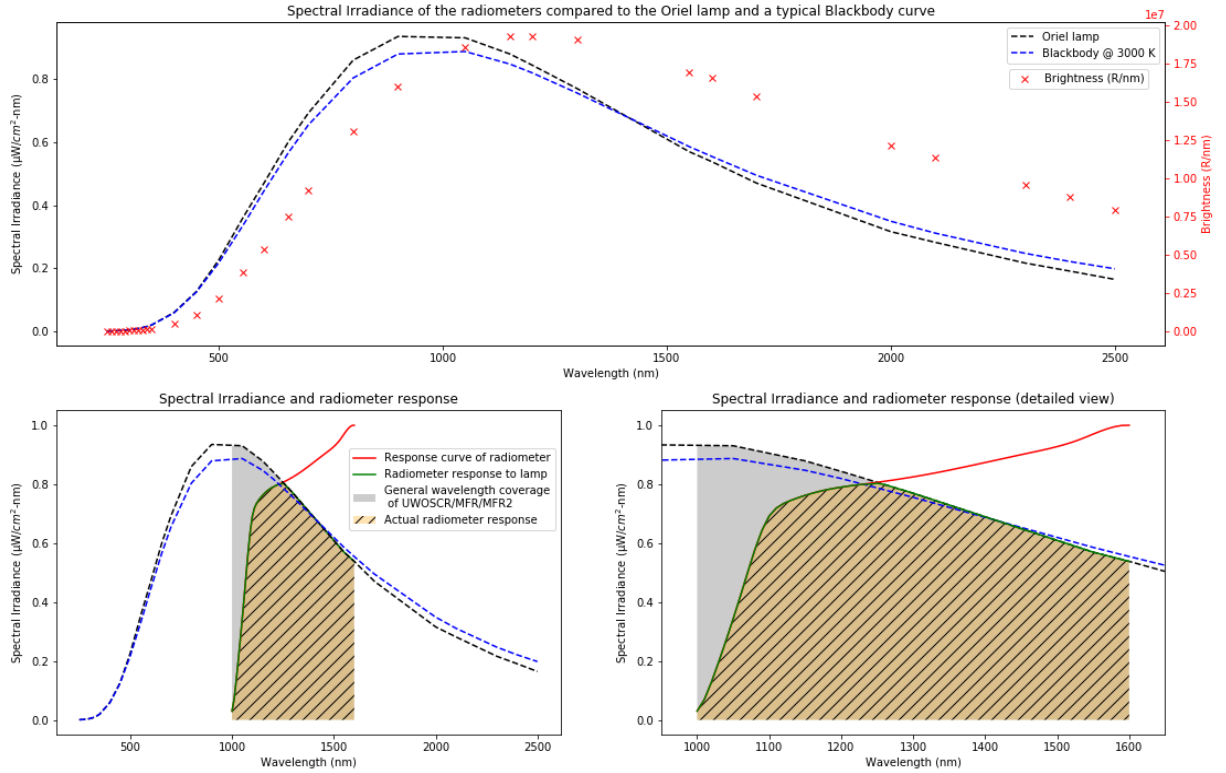 Spectral Irradiance of the radiometers compared to the Oriel lamp and a typical Blackbody curve
1e7
Oriel lamp
Blackbody @ 3000 K
Brightness (R/nm)
Spectral Irradiance (μW/cm²-nm)
0.0
0.2
0.4
0.6
0.8
0.00
0.25
0.50
0.75
1.00
1.25
1.50
1.75
2.00
Brightness (R/nm)
500
1000
1500
2000
2500
Wavelength (nm)
Spectral Irradiance and radiometer response
Response curve of radiometer
Radiometer response to lamp
General wavelength coverage
of UWOSCR/MFR/MFR2
Actual radiometer response
Spectral Irradiance (μW/cm²-nm)
0.0
0.2
0.4
0.6
0.8
1.0
500
1000
1500
2000
2500
Wavelength (nm)
Spectral Irradiance and radiometer response (detailed view)
Spectral Irradiance (μW/cm²-nm)
0.0
0.2
0.4
0.6
0.8
1.0
1000
1100
1200
1300
1400
1500
1600
Wavelength (nm)